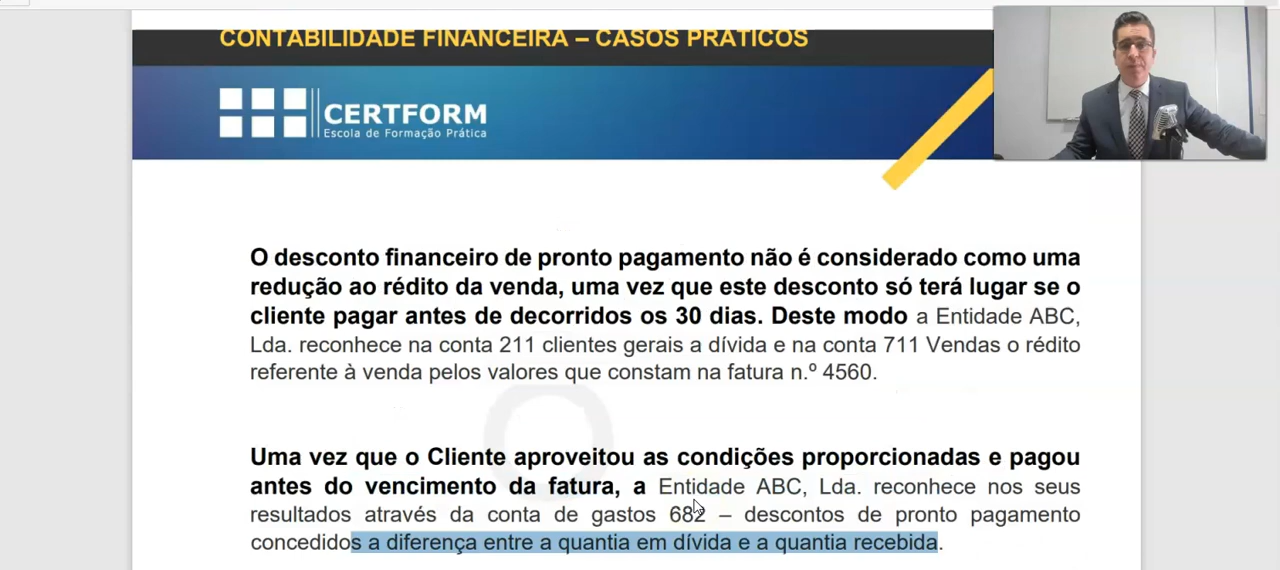 CONTABILIDADE FINANCEIRA – CASOS PRÁTICOS
CERTFORM
Escola de Formação Prática
O desconto financeiro de pronto pagamento não é considerado como uma
redução ao rédito da venda, uma vez que este desconto só terá lugar se o
cliente pagar antes de decorridos os 30 dias. Deste modo a Entidade ABC,
Lda. reconhece na conta 211 clientes gerais a dívida e na conta 711 Vendas o rédito
referente à venda pelos valores que constam na fatura n.º 4560.
Uma vez que o Cliente aproveitou as condições proporcionadas e pagou
antes do vencimento da fatura, a Entidade ABC, Lda. reconhece nos seus
resultados através da conta de gastos 682 – descontos de pronto pagamento
concedidos a diferença entre a quantia em dívida e a quantia recebida.